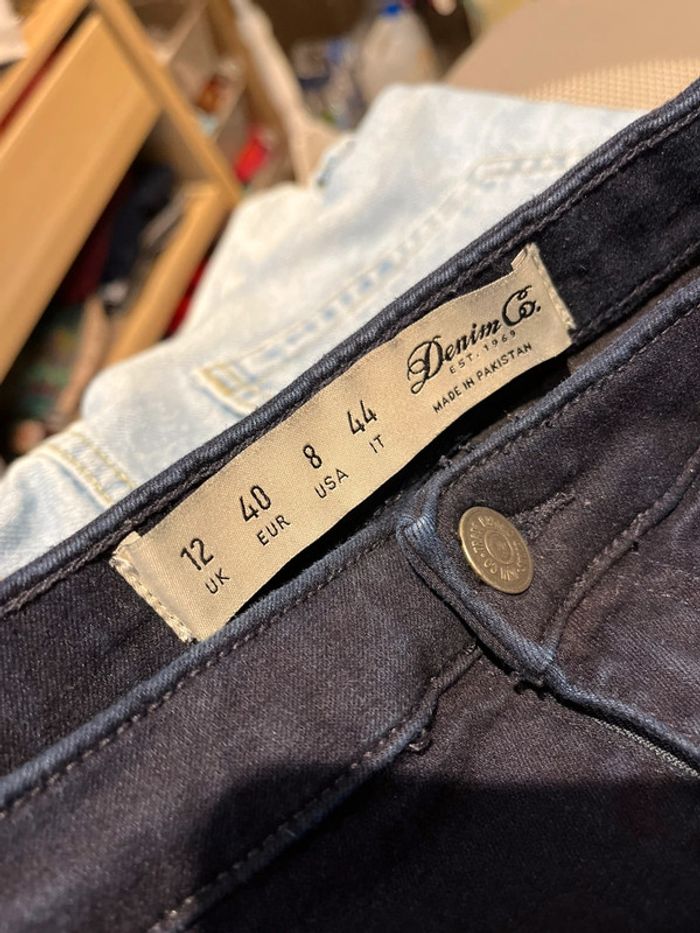 12 40 8 44
UK EUR USA IT
Denim Co.
EST. 1969
MADE IN PAKISTAN